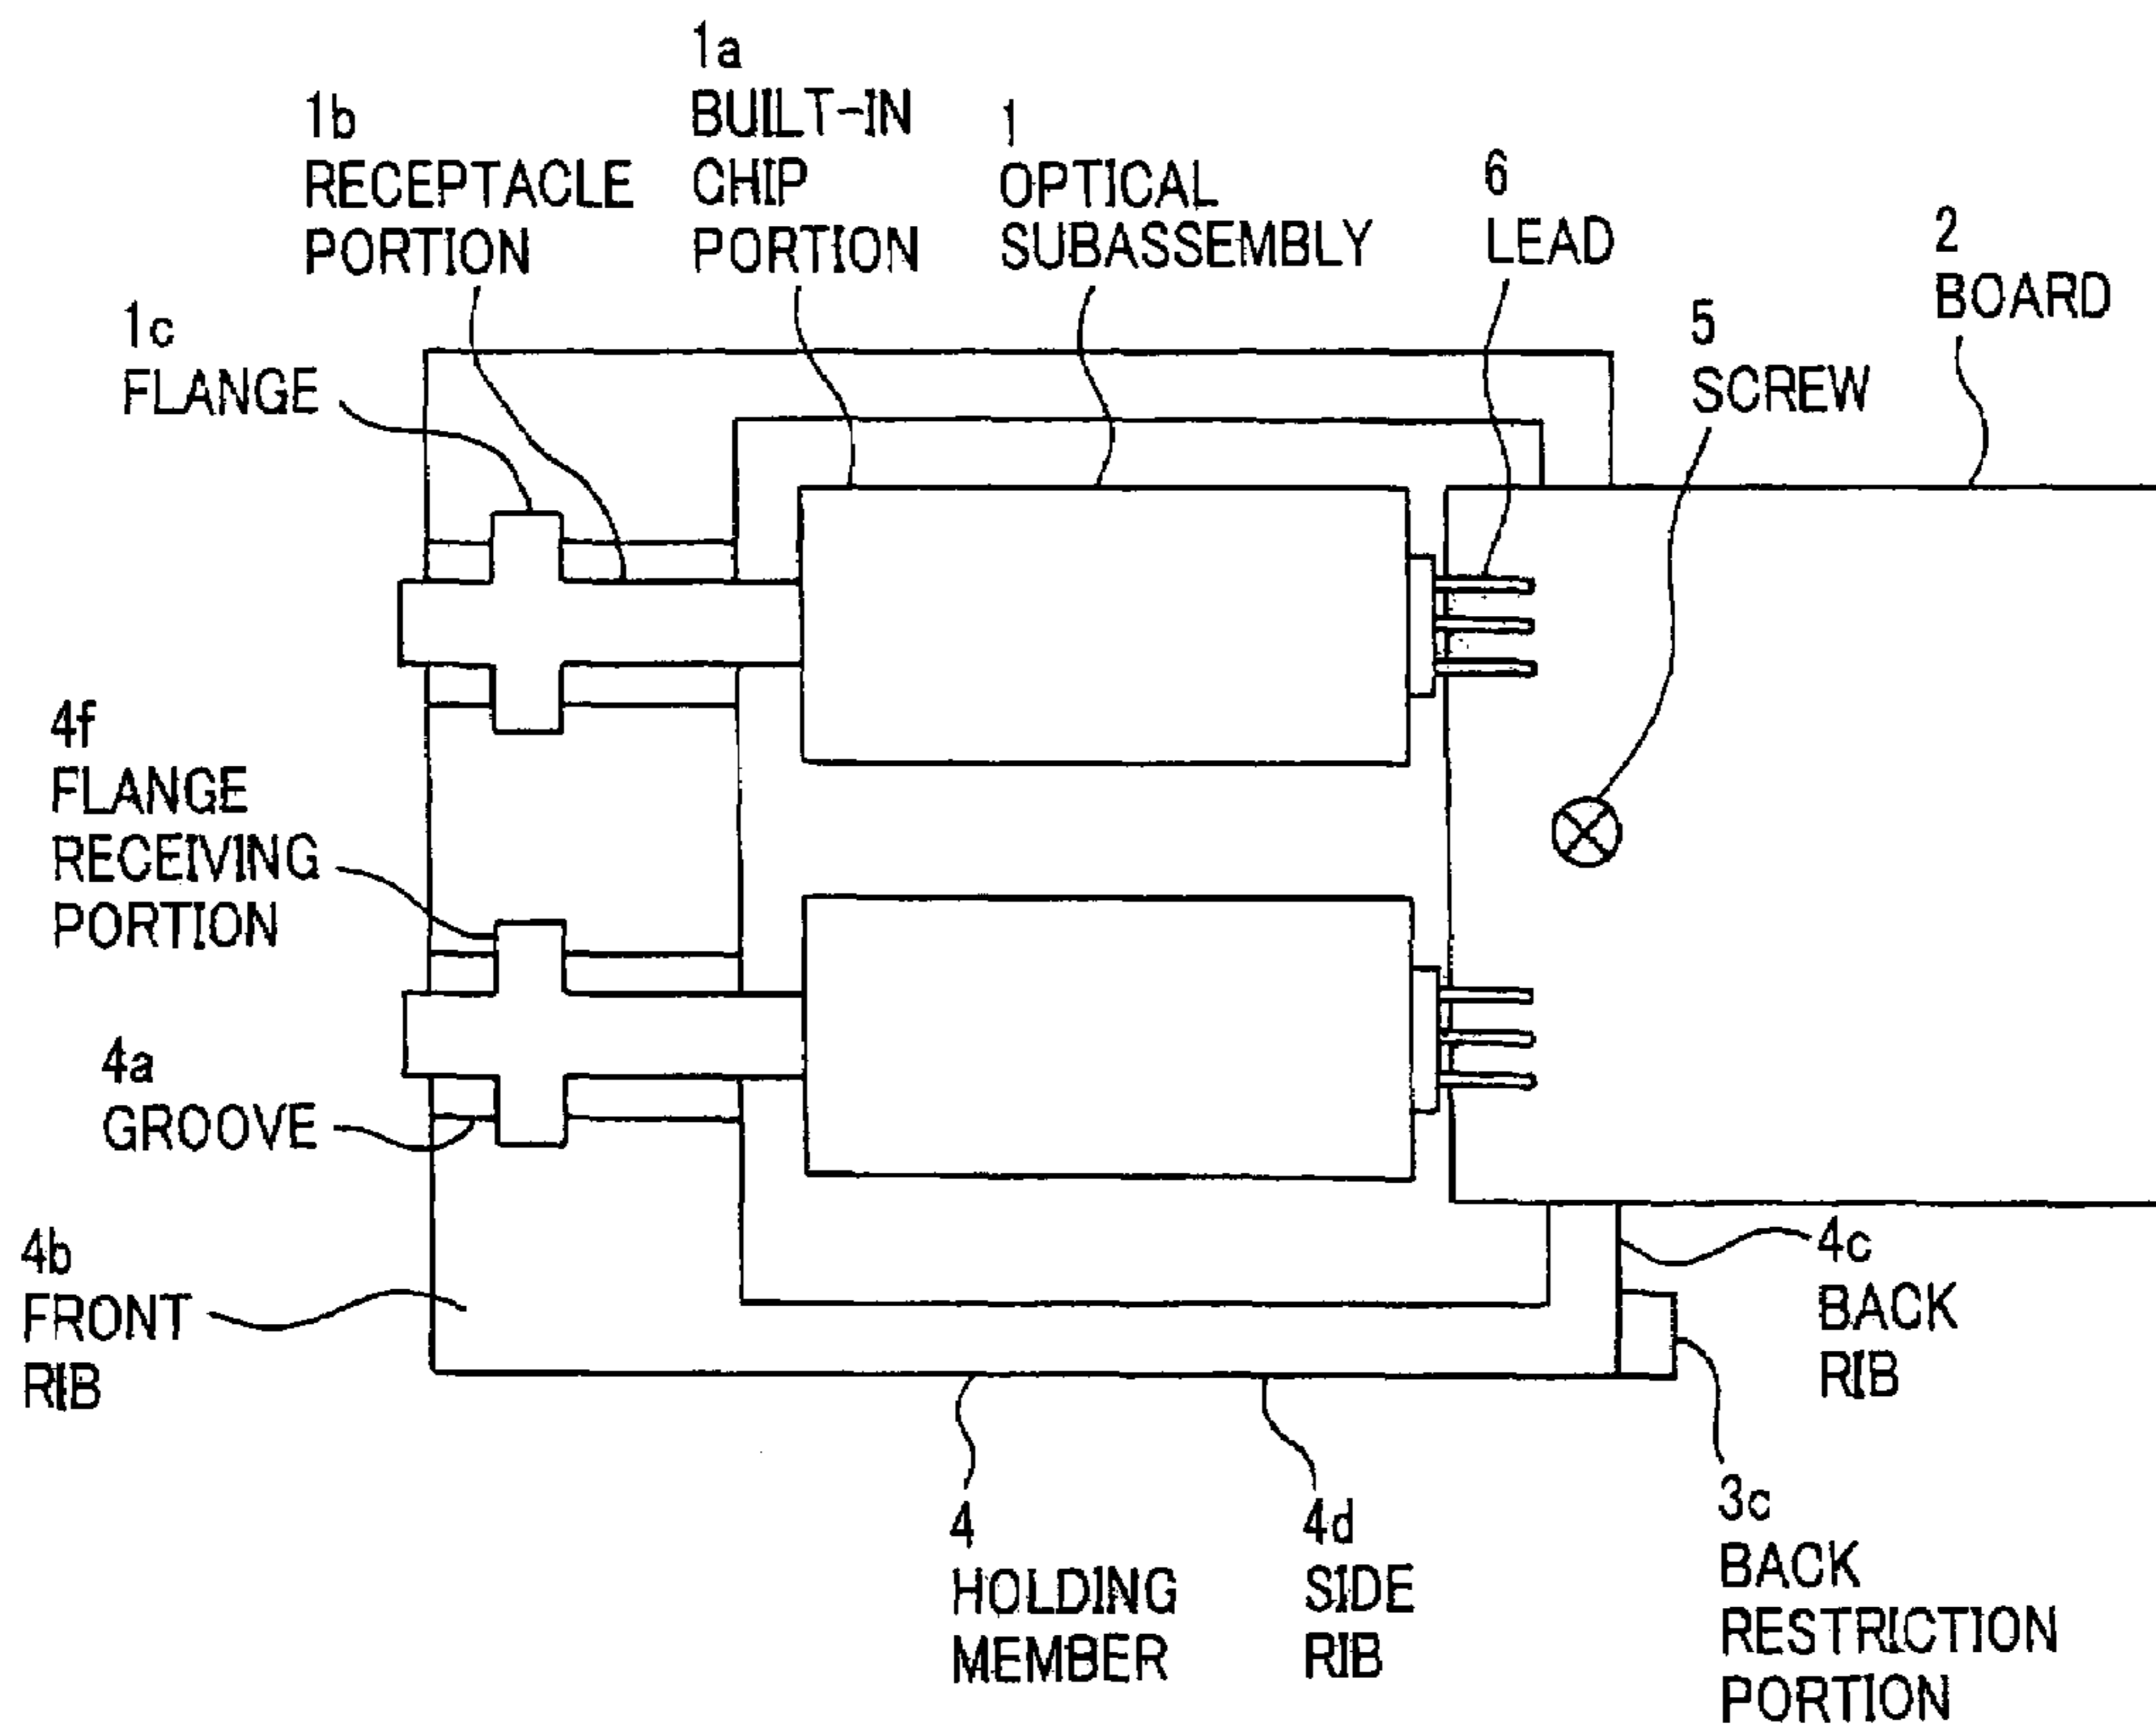 1a
BUILT-IN
CHIP
PORTION
1b
RECEPTACLE
PORTION
1
OPTICAL
SUBASSEMBLY
6
LEAD
2
BOARD
1c
FLANGE
5
SCREW
4f
FLANGE
RECEIVING
PORTION
4a
GROOVE
4b
FRONT
RIB
4c
BACK
RIB
4
HOLDING
MEMBER
4d
SIDE
RIB
3c
BACK
RESTRICTION
PORTION